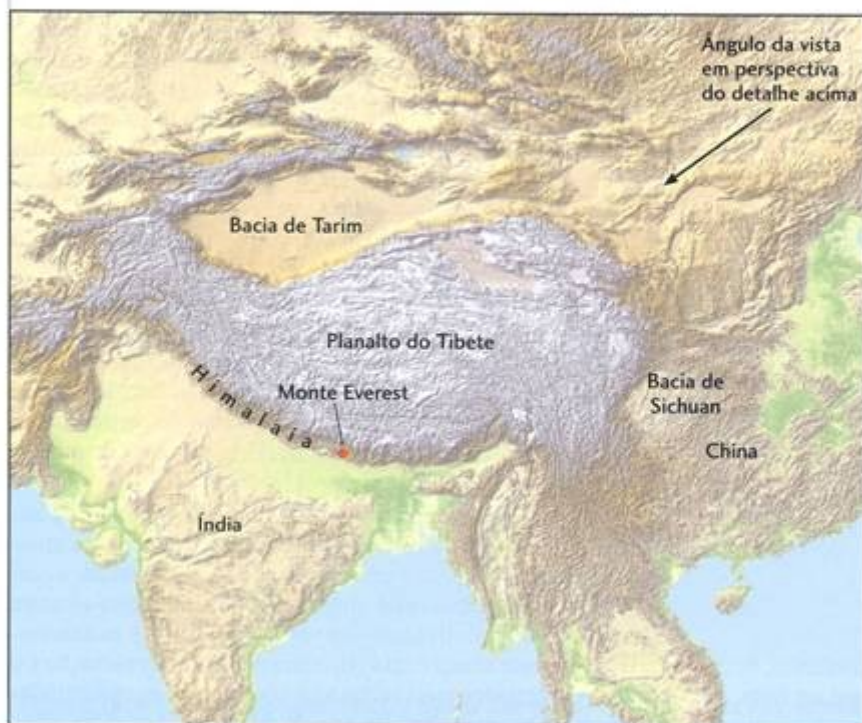 Ângulo da vista
em perspectiva
do detalhe acima
Bacia de Tarim
Planalto do Tibete
Himalaia
Monte Everest
Bacia de
Sichuan
China
Índia